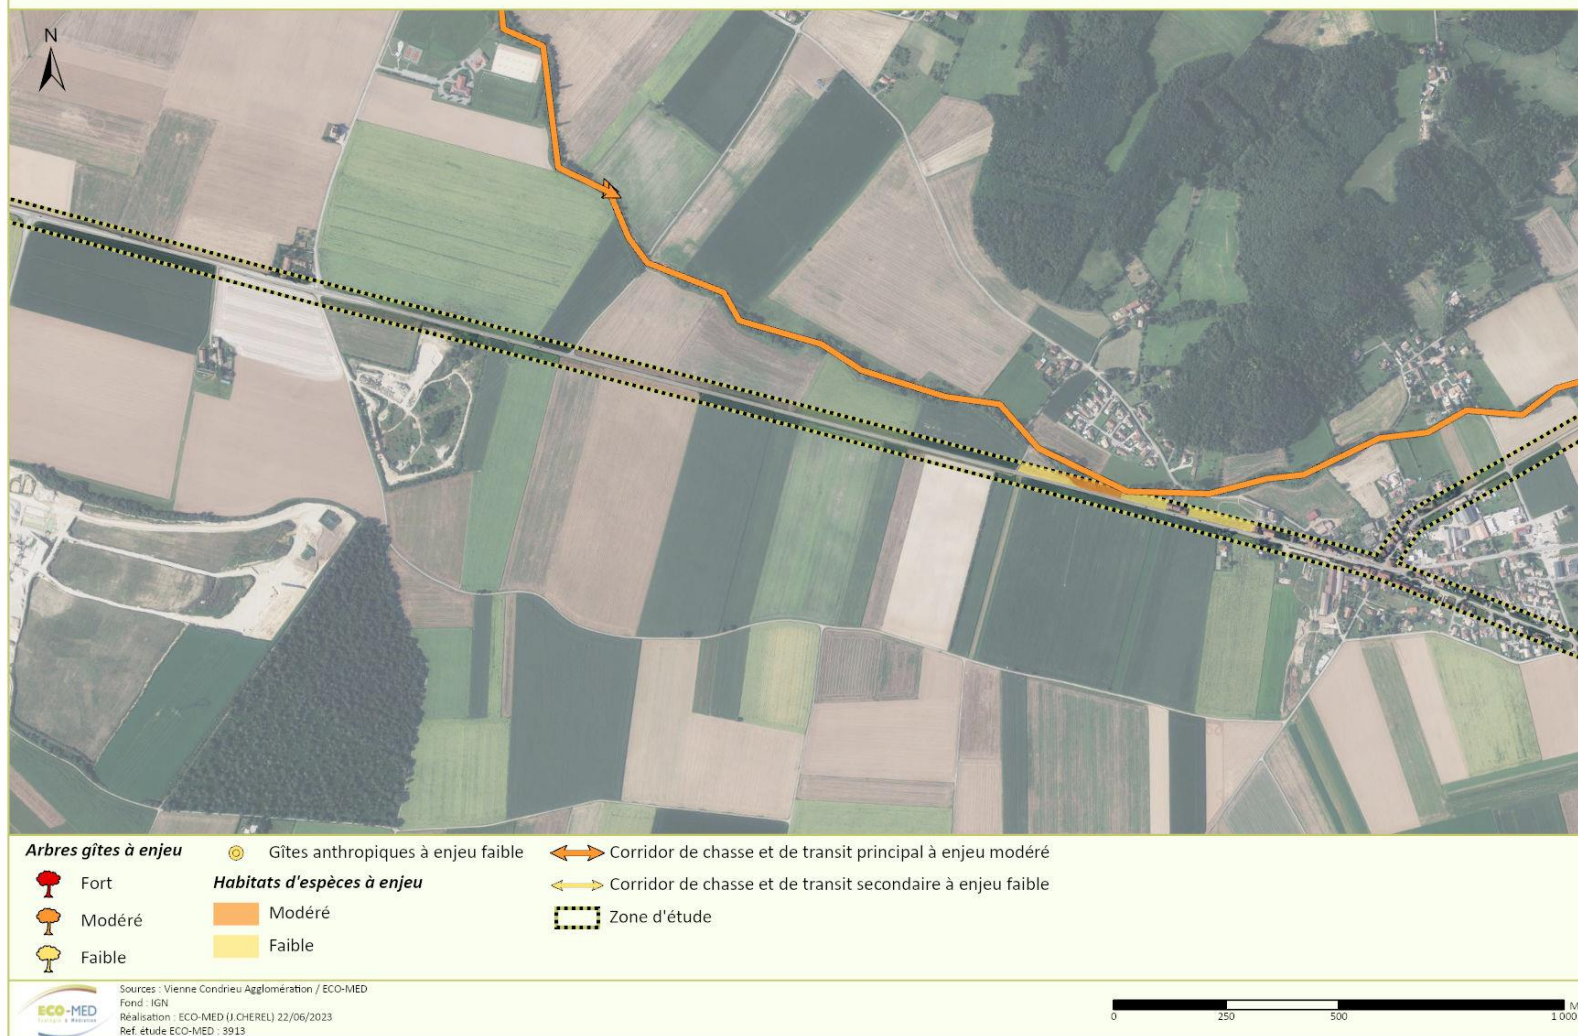 N
Arbres gîtes à enjeu
Fort
Modéré
Faible
Gîtes anthropiques à enjeu faible
Habitats d'espèces à enjeu
Modéré
Faible
Corridor de chasse et de transit principal à enjeu modéré
Corridor de chasse et de transit secondaire à enjeu faible
Zone d'étude
ECO-MED
Ecologie & Médiation
Sources : Vienne Condrieu Agglomération / ECO-MED
Fond : IGN
Réalisation : ECO-MED (J.CHEREL) 22/06/2023
Ref. étude ECO-MED : 3913
M
0 250 500 1 000